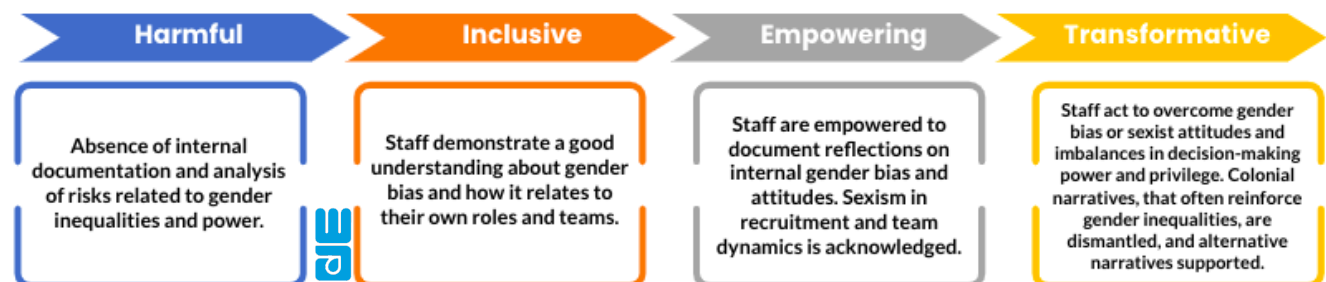 Harmful
Inclusive
Empowering
Transformative
Absence of internal
documentation and analysis
of risks related to gender
inequalities and power.
Staff demonstrate a good
understanding about gender
bias and how it relates to
their own roles and teams.
Staff are empowered to
document reflections on
internal gender bias and
attitudes. Sexism in
recruitment and team
dynamics is acknowledged.
Staff act to overcome gender
bias or sexist attitudes and
imbalances in decision-making
power and privilege. Colonial
narratives, that often reinforce
gender inequalities, are
dismantled, and alternative
narratives supported.